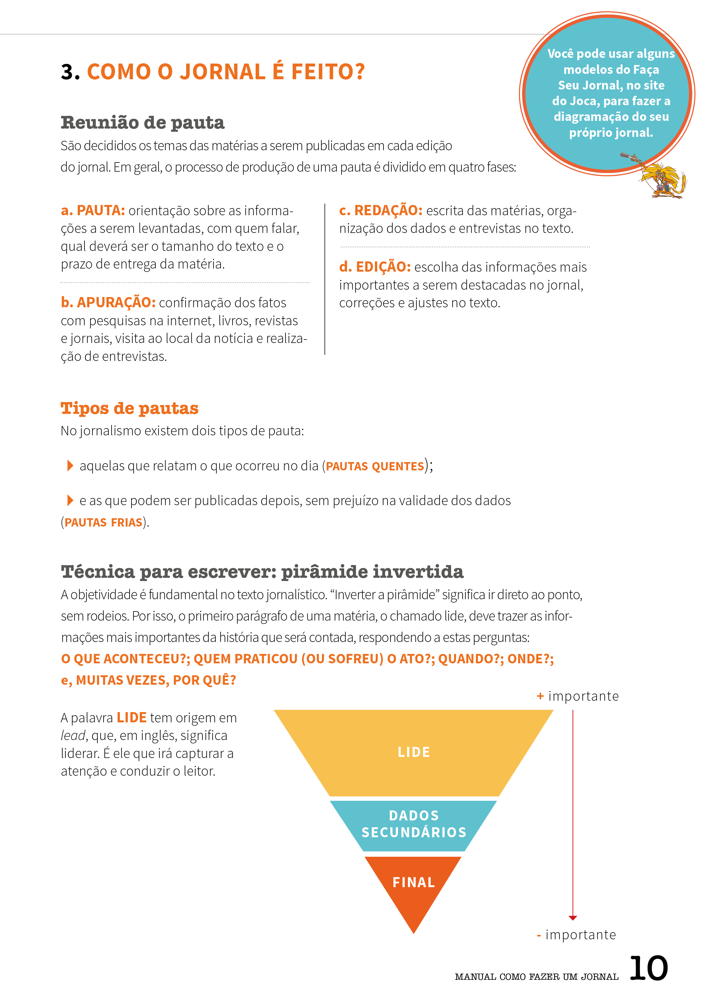 Você pode usar alguns
modelos do Faça
Seu Jornal, no site
do Joca, para fazer a
diagramação do seu
próprio jornal.
3. COMO O JORNAL É FEITO?
Reunião de pauta
São decididos os temas das matérias a serem publicadas em cada edição
do jornal. Em geral, o processo de produção de uma pauta é dividido em quatro fases:
a. PAUTA: orientação sobre as informa-
ções a serem levantadas, com quem falar,
qual deverá ser o tamanho do texto e o
prazo de entrega da matéria.
b. APURAÇÃO: confirmação dos fatos
com pesquisas na internet, livros, revistas
e jornais, visita ao local da notícia e realiza-
ção de entrevistas.
c. REDAÇÃO: escrita das matérias, orga-
nização dos dados e entrevistas no texto.
d. EDIÇÃO: escolha das informações mais
importantes a serem destacadas no jornal,
correções e ajustes no texto.
Tipos de pautas
No jornalismo existem dois tipos de pauta:
aquelas que relatam o que ocorreu no dia (PAUTAS QUENTES);
e as que podem ser publicadas depois, sem prejuízo na validade dos dados
(PAUTAS FRIAS).
Técnica para escrever: pirâmide invertida
A objetividade é fundamental no texto jornalístico. “Inverter a pirâmide” significa ir direto ao ponto,
sem rodeios. Por isso, o primeiro parágrafo de uma matéria, o chamado lide, deve trazer as infor-
mações mais importantes da história que será contada, respondendo a estas perguntas:
O QUE ACONTECEU?; QUEM PRATICOU (OU SOFREU) O ATO?; QUANDO?; ONDE?;
e, MUITAS VEZES, POR QUÊ?
A palavra LIDE tem origem em
lead, que, em inglês, significa
liderar. É ele que irá capturar a
atenção e conduzir o leitor.
+ importante
LIDE
DADOS
SECUNDÁRIOS
FINAL
- importante
MANUAL COMO FAZER UM JORNAL 10